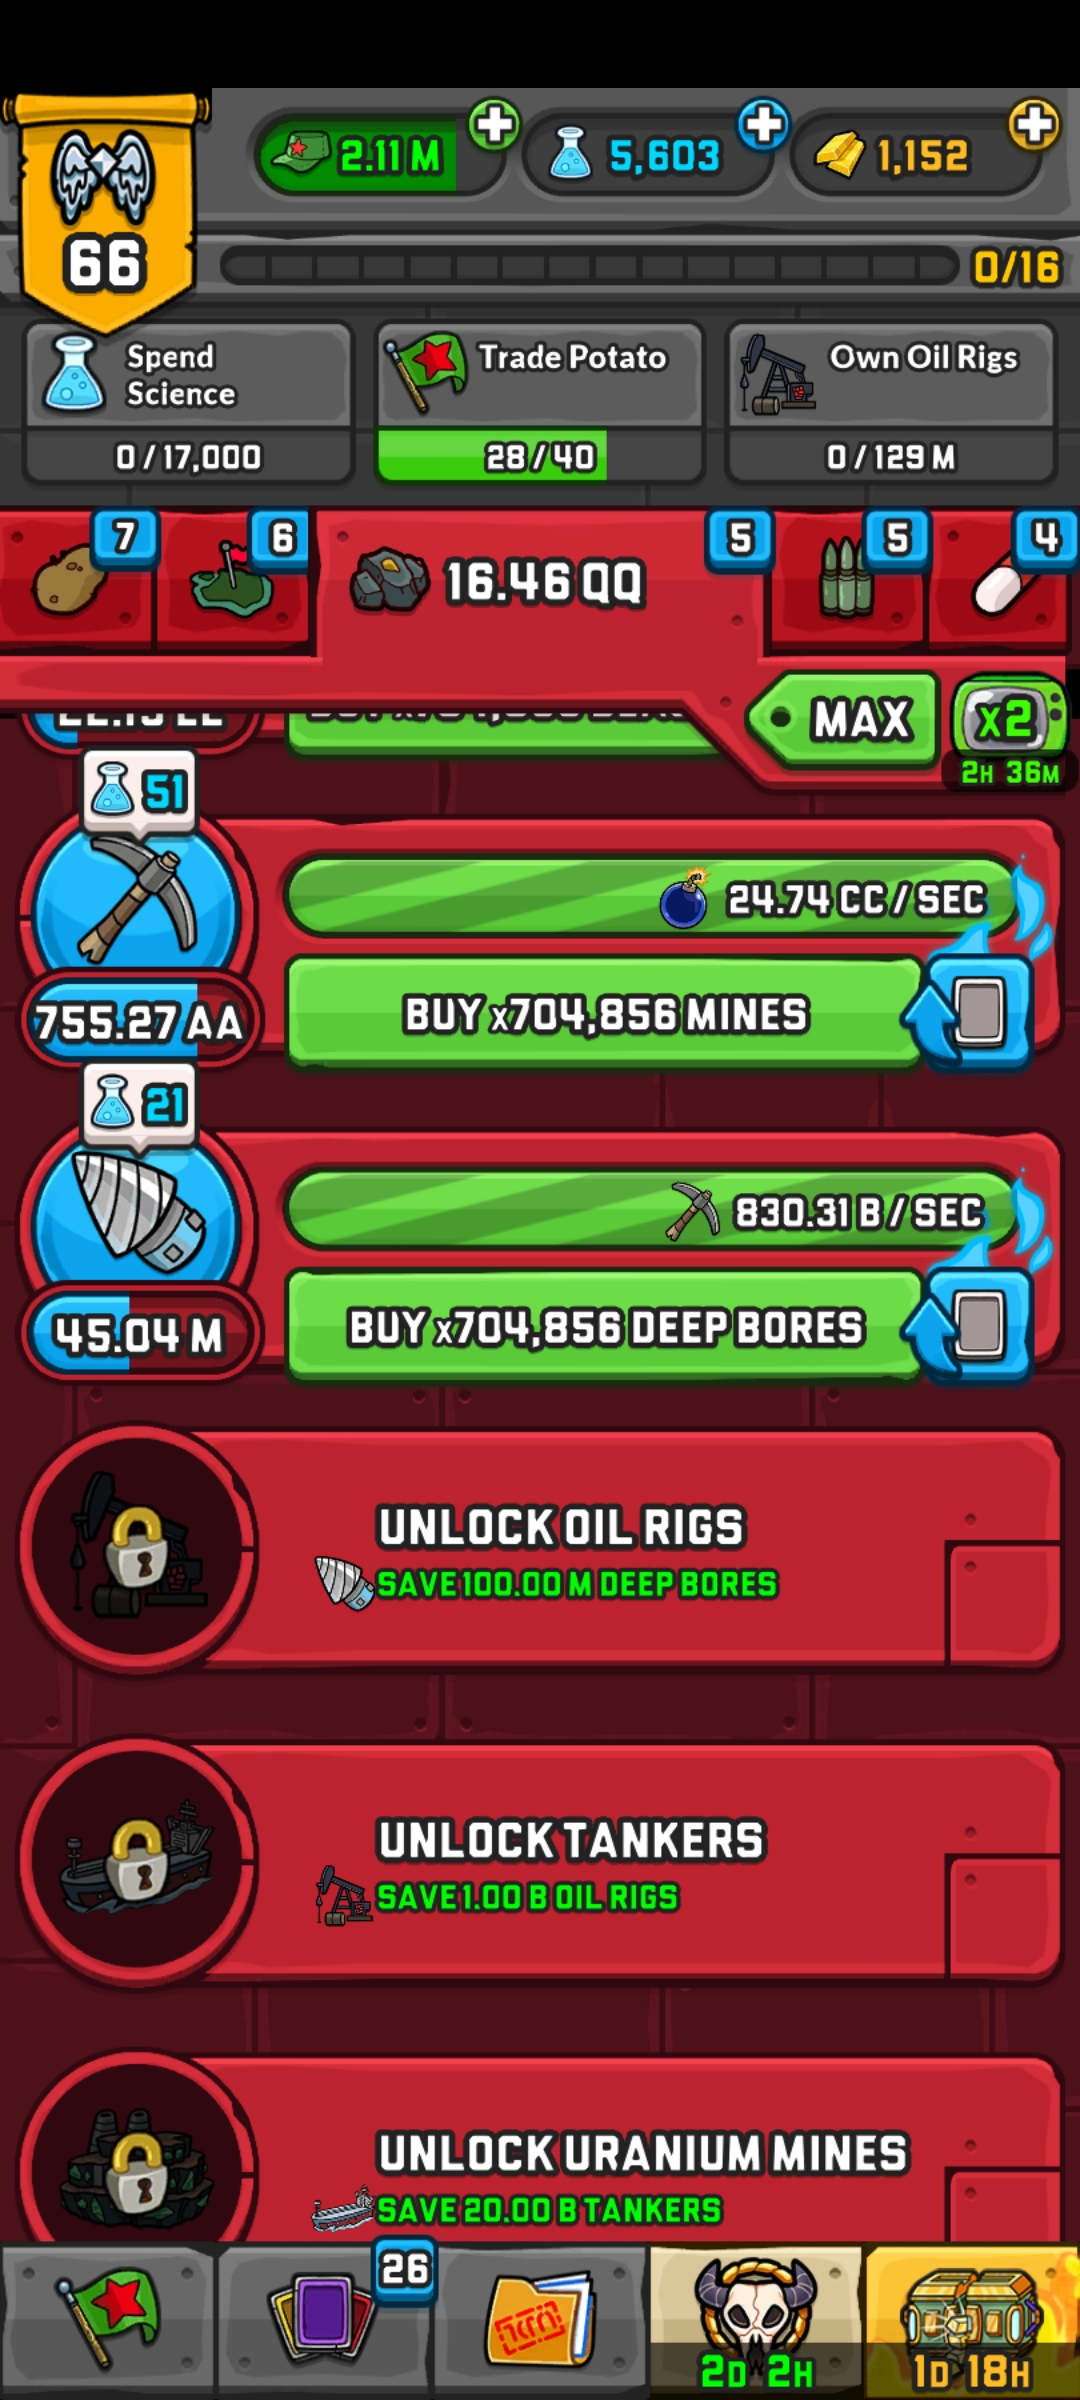 2.11 M
5,603
1,152
66
0/16
Spend
Science
Trade Potato
Own Oil Rigs
0 / 17,000
28 / 40
0 / 129 M
7
6
5
5
4
16.46 QQ
MAX
x2
2H 36M
51
24.74 CC / SEC
755.27 AA
BUY x704,856 MINES
21
830.31 B / SEC
45.04 M
BUY x704,856 DEEP BORES
UNLOCK OIL RIGS
SAVE 100.00 M DEEP BORES
UNLOCK TANKERS
SAVE 1.00 B OIL RIGS
UNLOCK URANIUM MINES
SAVE 20.00 B TANKERS
26
2D 2H
1D 18H